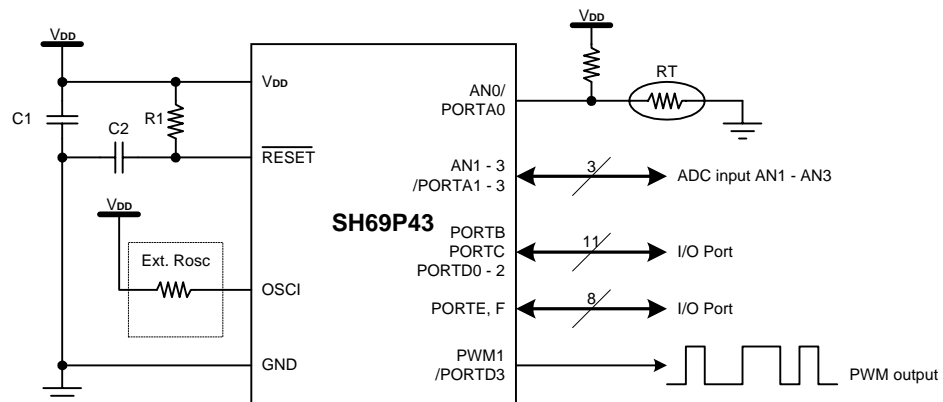 VDD
VDD
VDD
AN0/
PORTA0
RT
C1
C2
R1
RESET
AN1 - 3
/PORTA1 - 3
3
ADC input AN1 - AN3
VDD
SH69P43
PORTB
PORTC
PORTD0 - 2
11
I/O Port
Ext. Rosc
OSCI
PORTE, F
8
I/O Port
GND
PWM1
/PORTD3
PWM output